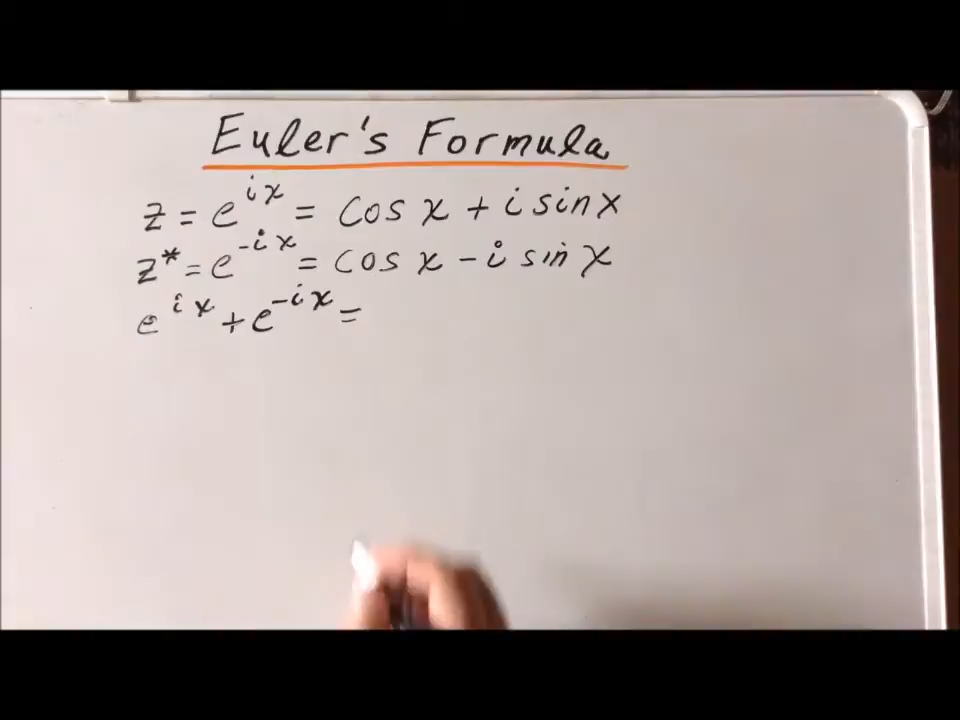 Euler's Formula
z = e^{ix} = cos x + i sin x
z* = e^{-ix} = cos x - i sin x
e^{ix} + e^{-ix} =